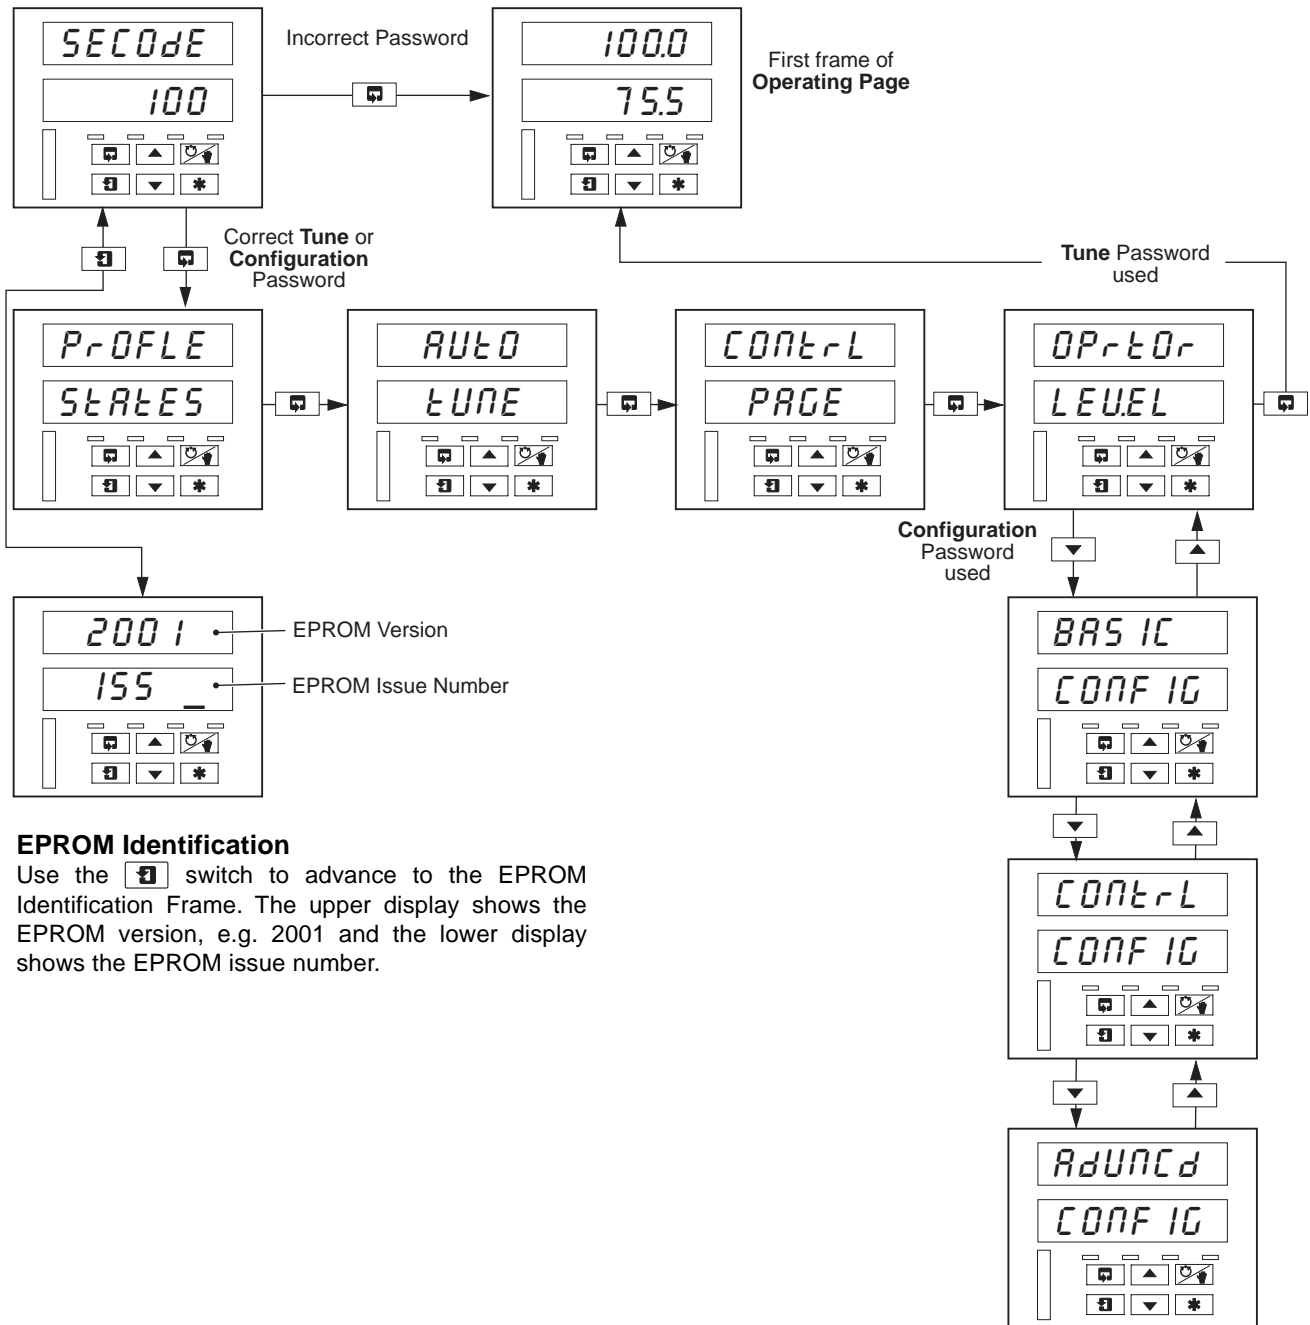 SECOdE
100
Incorrect Password
100.0
75.5
First frame of
Operating Page
Correct Tune or
Configuration
Password
Tune Password
used
PrOFLE
StAtES
AUtO
tUNE
CONtrL
PAGE
OPrtOr
LEV.EL
Configuration
Password
used
2001
ISS _
EPROM Version
EPROM Issue Number
BASIC
CONFIG
EPROM Identification
Use the switch to advance to the EPROM
Identification Frame. The upper display shows the
EPROM version, e.g. 2001 and the lower display
shows the EPROM issue number.
CONtrL
CONFIG
AdVNCd
CONFIG